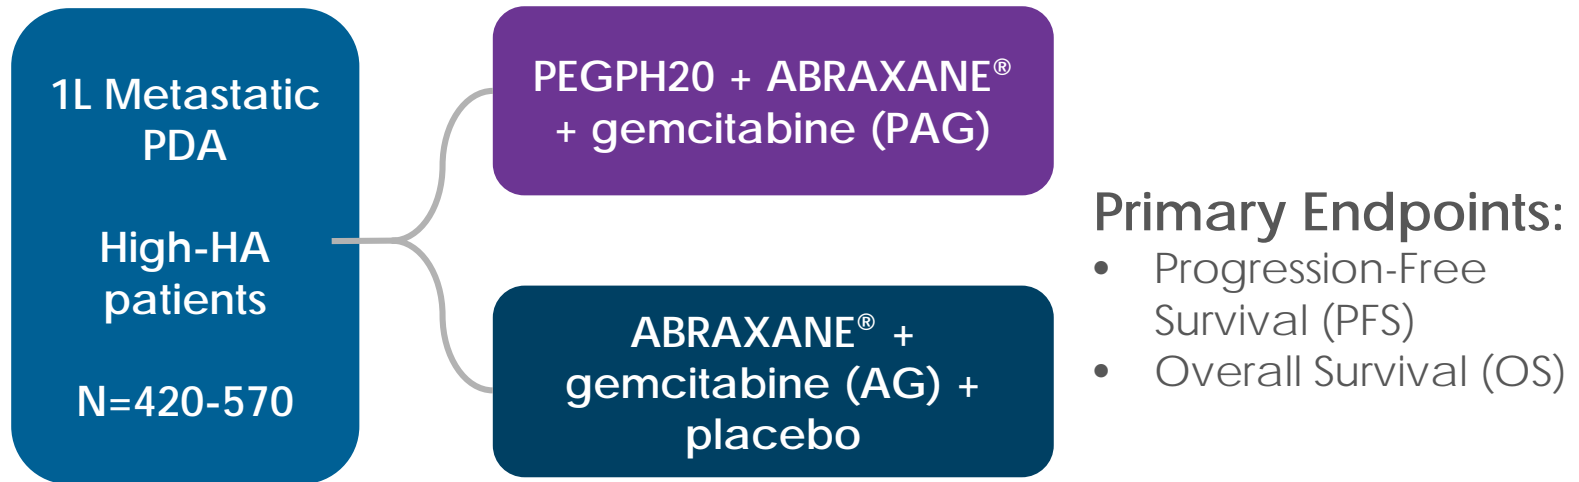 1L Metastatic
PDA
High-HA
patients
N=420-570
PEGPH20 + ABRAXANE®
+ gemcitabine (PAG)
ABRAXANE® +
gemcitabine (AG) +
placebo
Primary Endpoints:
• Progression-Free
Survival (PFS)
• Overall Survival (OS)